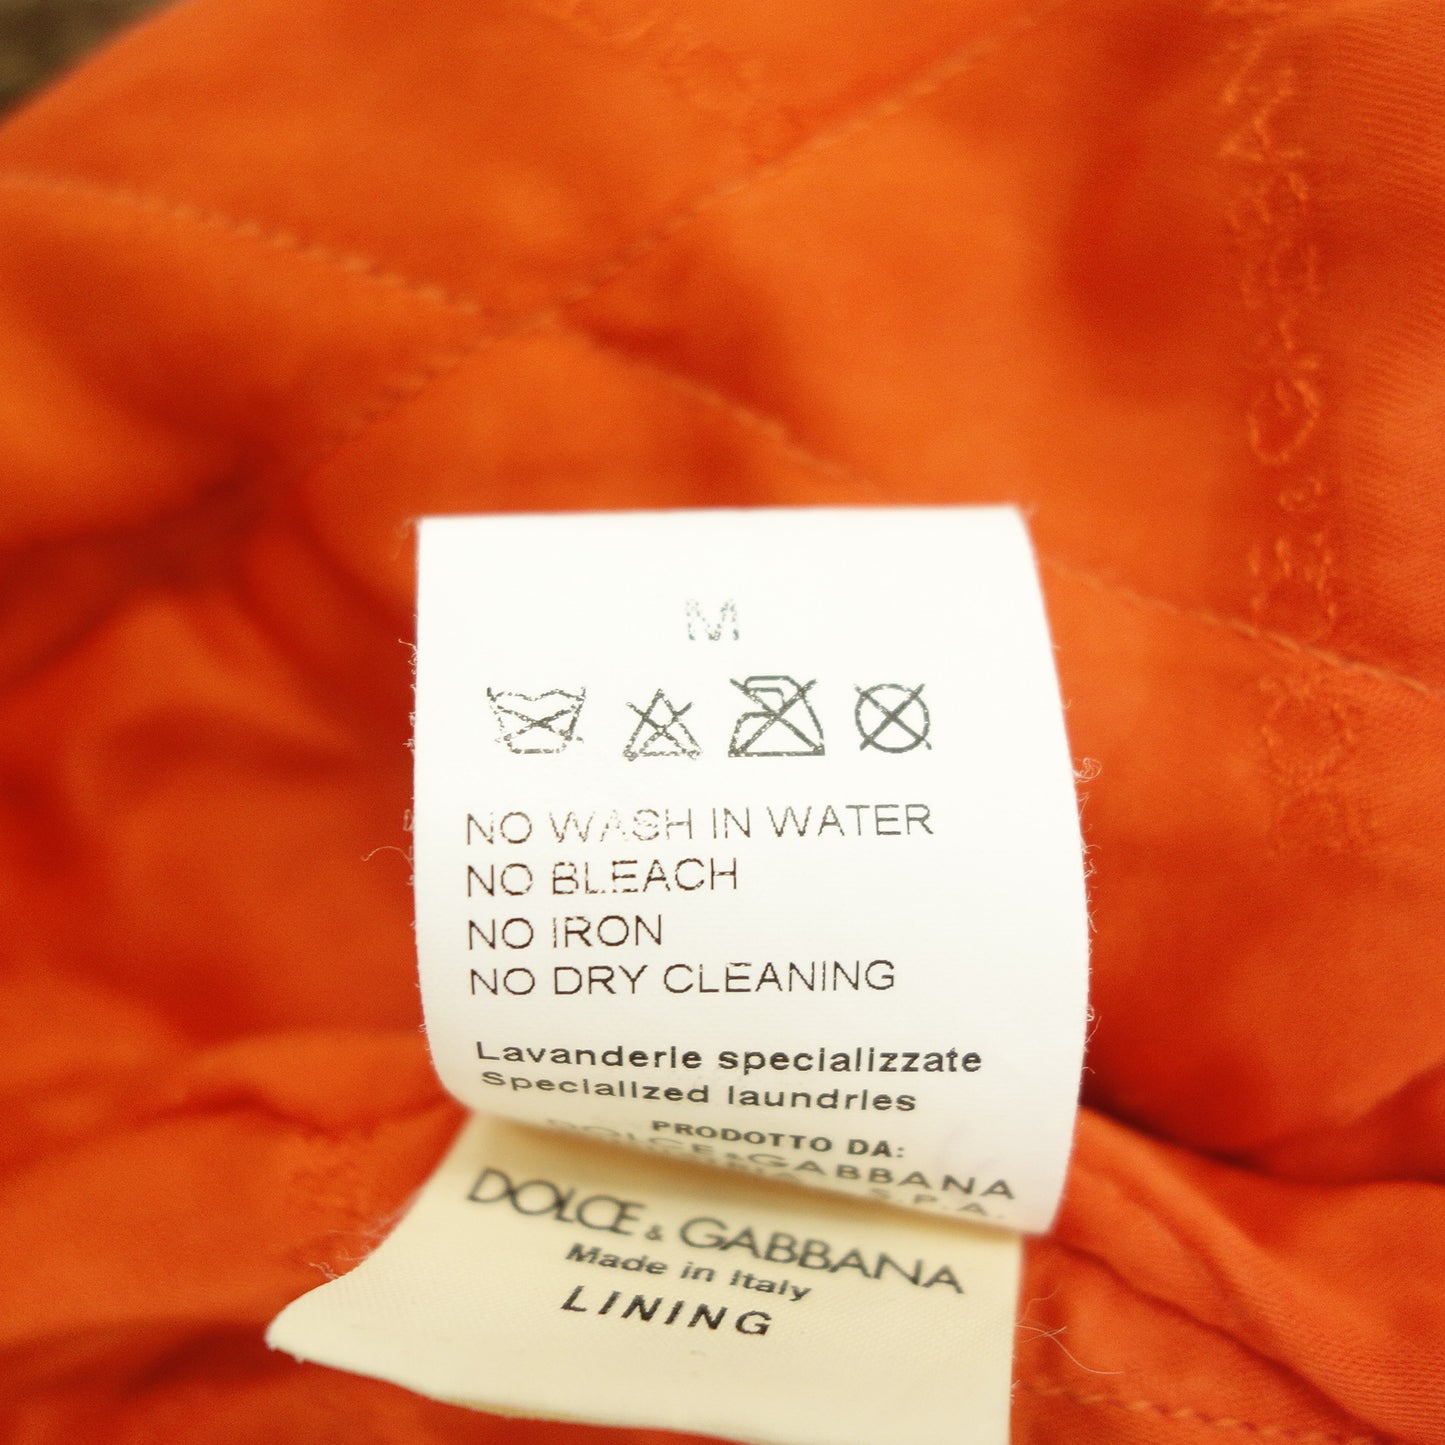 M
NO WASH IN WATER
NO BLEACH
NO IRON
NO DRY CLEANING
Lavanderie specializzate
Specialized laundries
PRODOTTO DA:
DOLCE & GABBANA
S.P.A.
DOLCE & GABBANA
Made in Italy
LINING